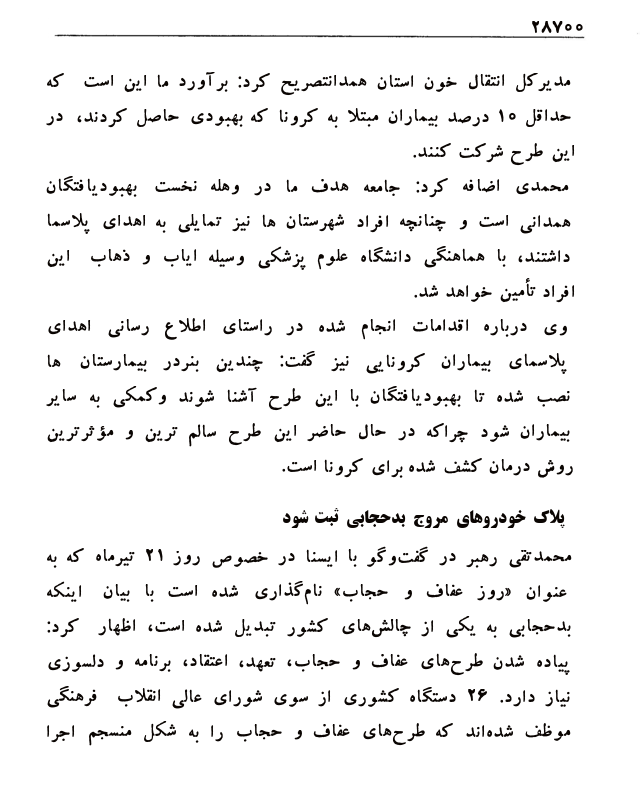 ۲۸۷۰۰
مدیرکل انتقال خون استان همدانتصریح کرد: برآورد ما این است که
حداقل ۱۰ درصد بیماران مبتلا به کرونا که بهبودی حاصل کردند، در
این طرح شرکت کنند.
محمدی اضافه کرد: جامعه هدف ما در وهله نخست بهبودیافتگان
همدانی است و چنانچه افراد شهرستان ها نیز تمایلی به اهدای پلاسما
داشتند، با هماهنگی دانشگاه علوم پزشکی وسیله ایاب و ذهاب این
افراد تأمین خواهد شد.
وی درباره اقدامات انجام شده در راستای اطلاع رسانی اهدای
پلاسمای بیماران کرونایی نیز گفت: چندین بنردر بیمارستان ها
نصب شده تا بهبودیافتگان با این طرح آشنا شوند وکمکی به سایر
بیماران شود چراکه در حال حاضر این طرح سالم ترین و مؤثرترین
روش درمان کشف شده برای کرونا است.
پلاک خودروهای مروج بدحجابی ثبت شود
محمدتقی رهبر در گفت‌وگو با ایسنا در خصوص روز ۲۱ تیرماه که به
عنوان «روز عفاف و حجاب» نام‌گذاری شده است با بیان اینکه
بدحجابی به یکی از چالش‌های کشور تبدیل شده است، اظهار کرد:
پیاده شدن طرح‌های عفاف و حجاب، تعهد، اعتقاد، برنامه و دلسوزی
نیاز دارد. ۲۶ دستگاه کشوری از سوی شورای عالی انقلاب فرهنگی
موظف شده‌اند که طرح‌های عفاف و حجاب را به شکل منسجم اجرا